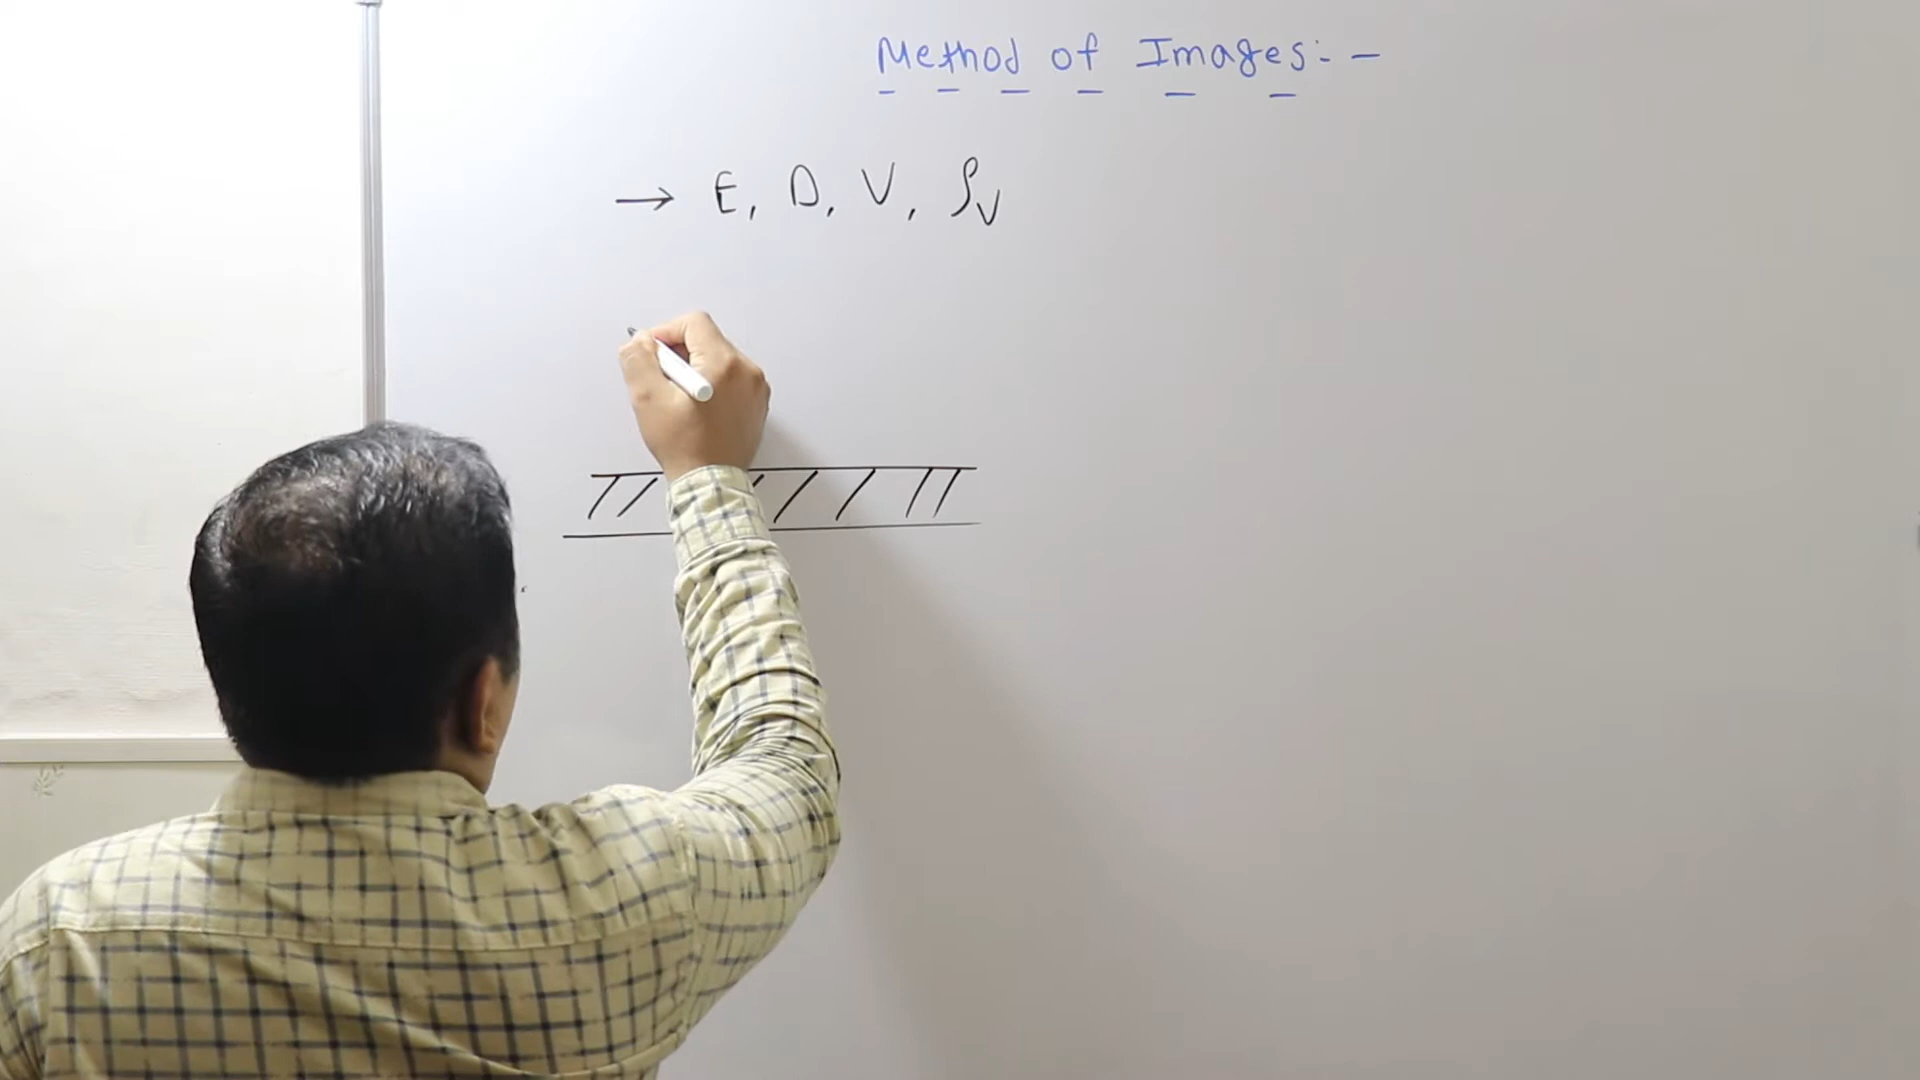 Method of Images: -
→ E, D, V, ρV